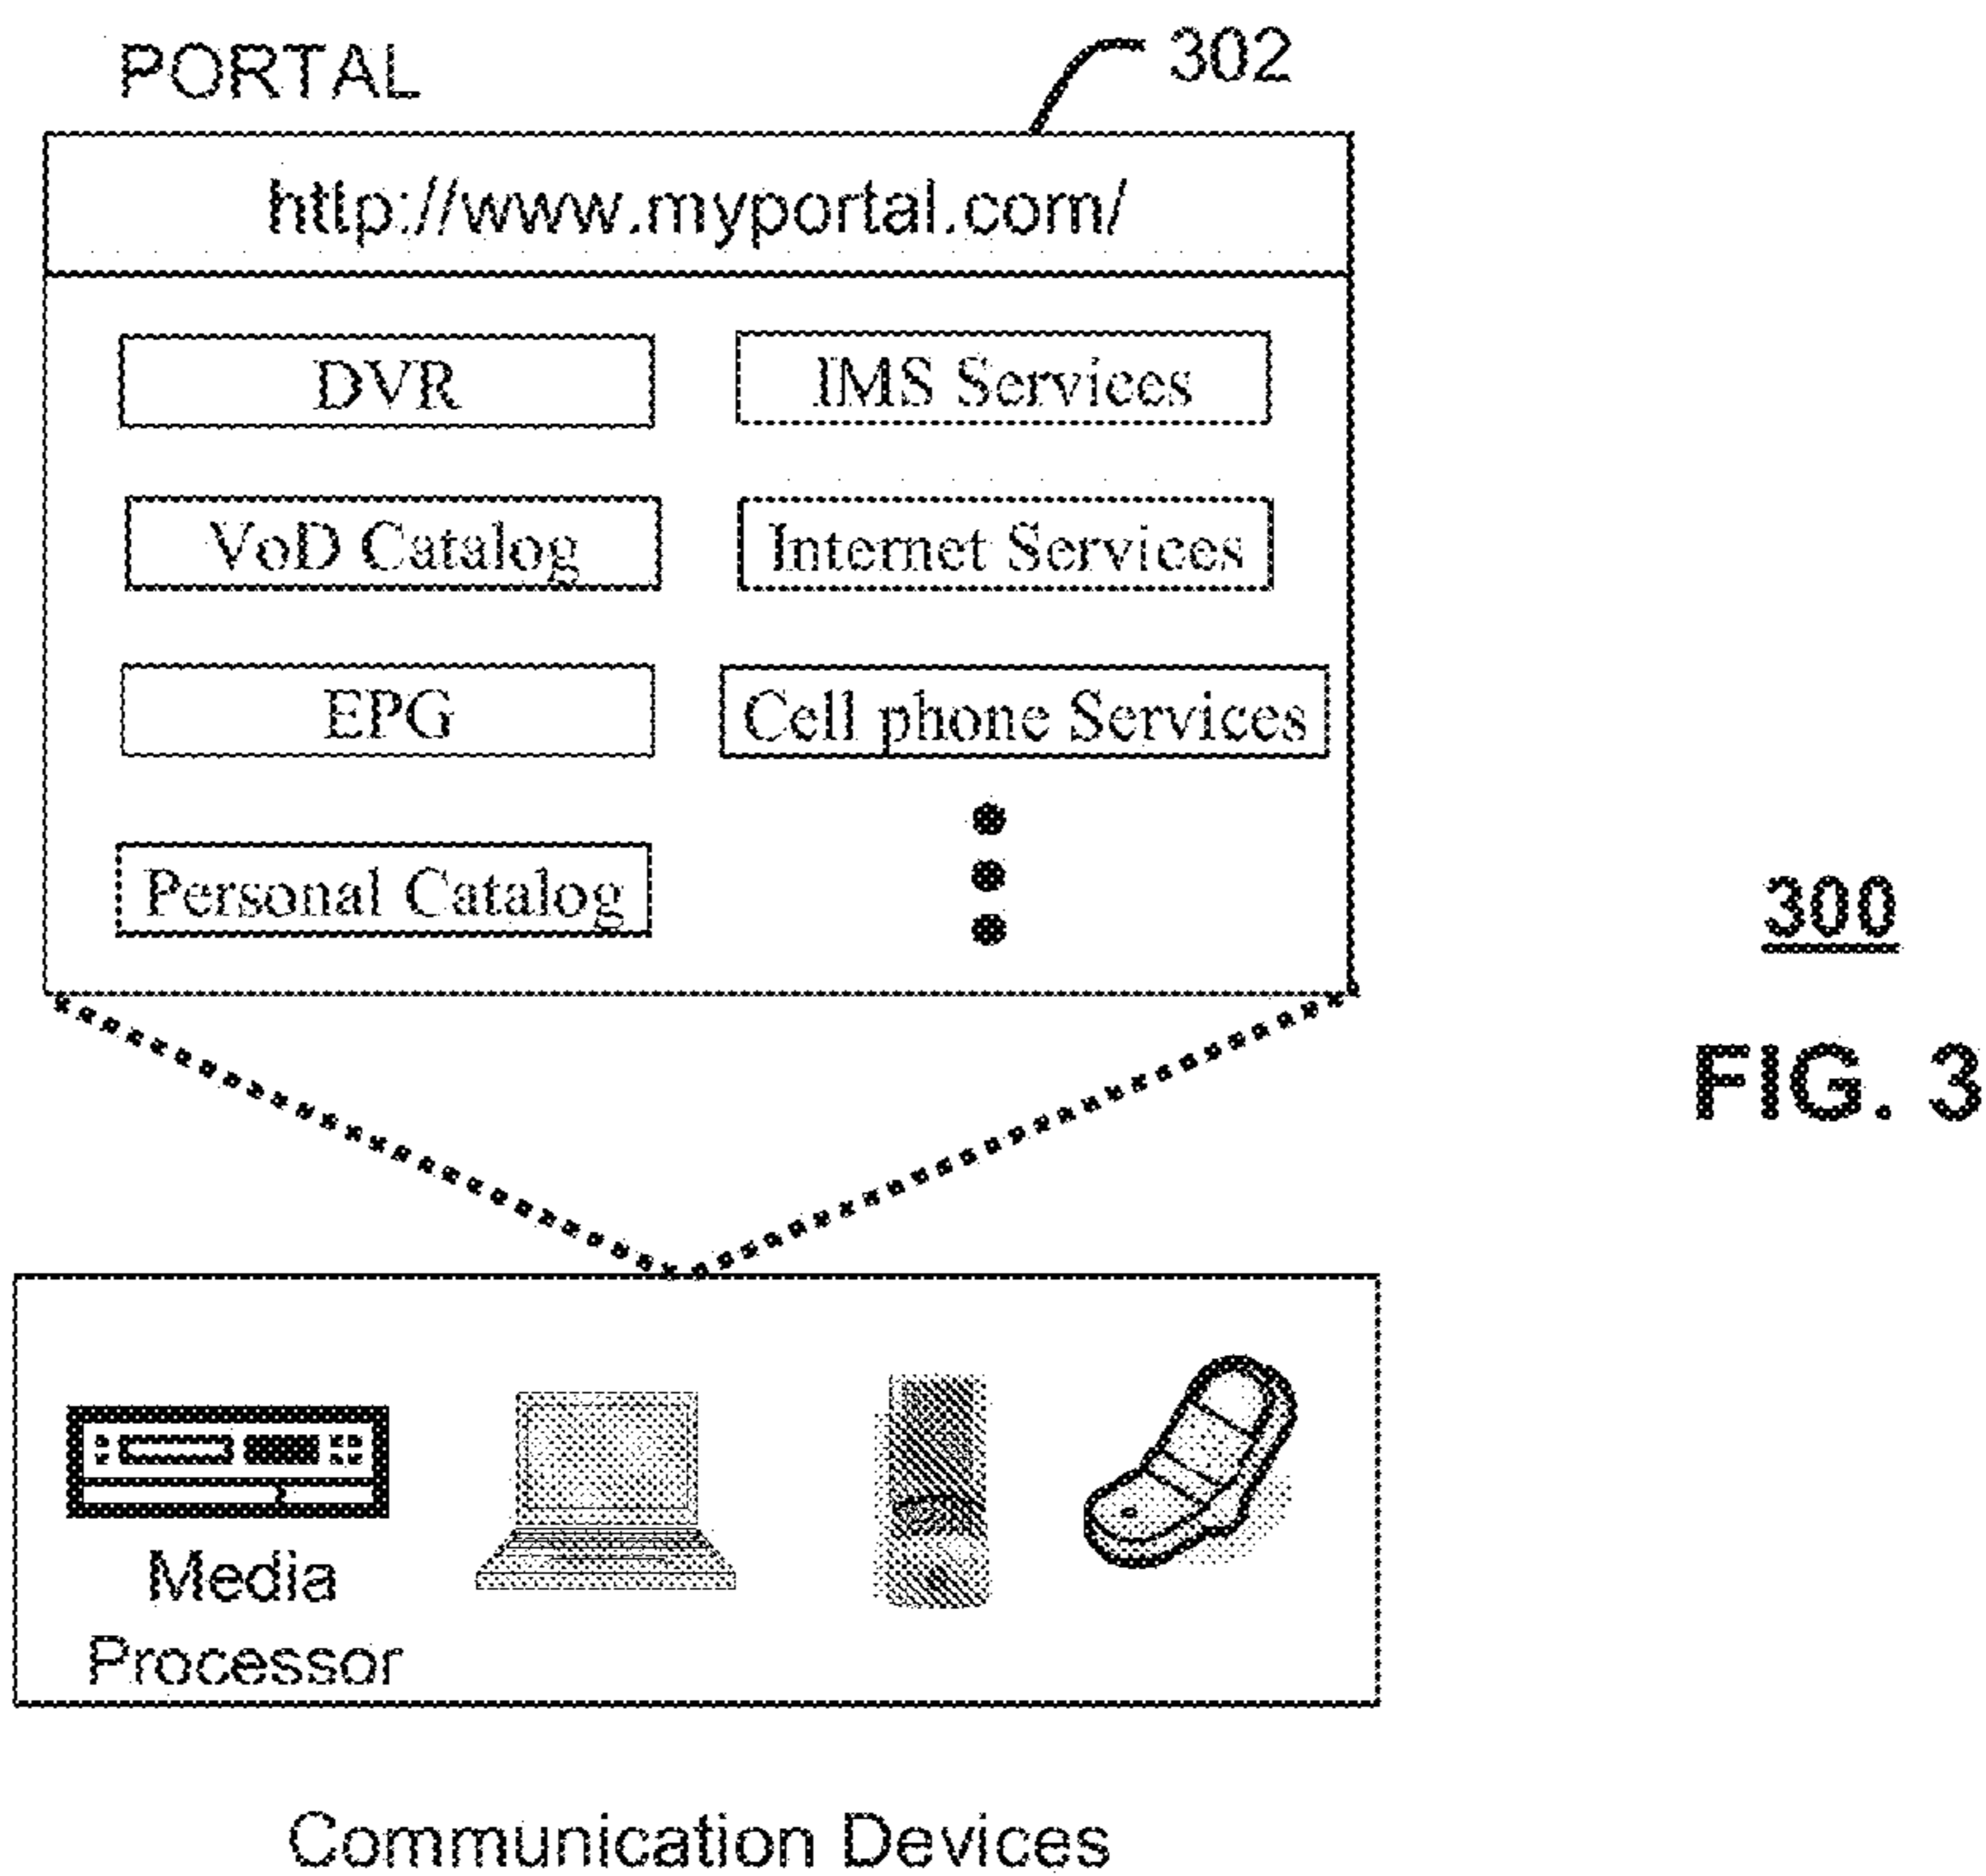 PORTAL
302
http://www.myportal.com/
DVR
IMS Services
VoD Catalog
Internet Services
EPG
Cell phone Services
Personal Catalog
300
FIG. 3
Media
Processor
Communication Devices